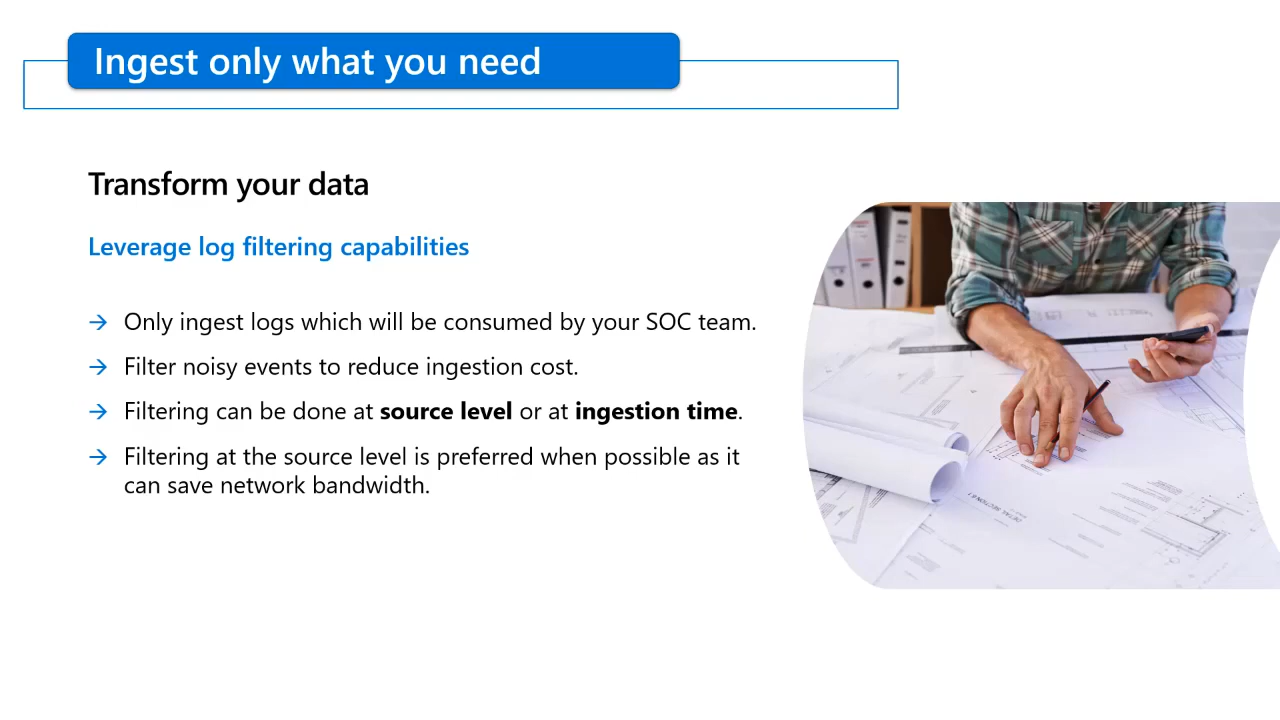 Ingest only what you need
Transform your data
Leverage log filtering capabilities
→ Only ingest logs which will be consumed by your SOC team.
→ Filter noisy events to reduce ingestion cost.
→ Filtering can be done at source level or at ingestion time.
→ Filtering at the source level is preferred when possible as it
can save network bandwidth.